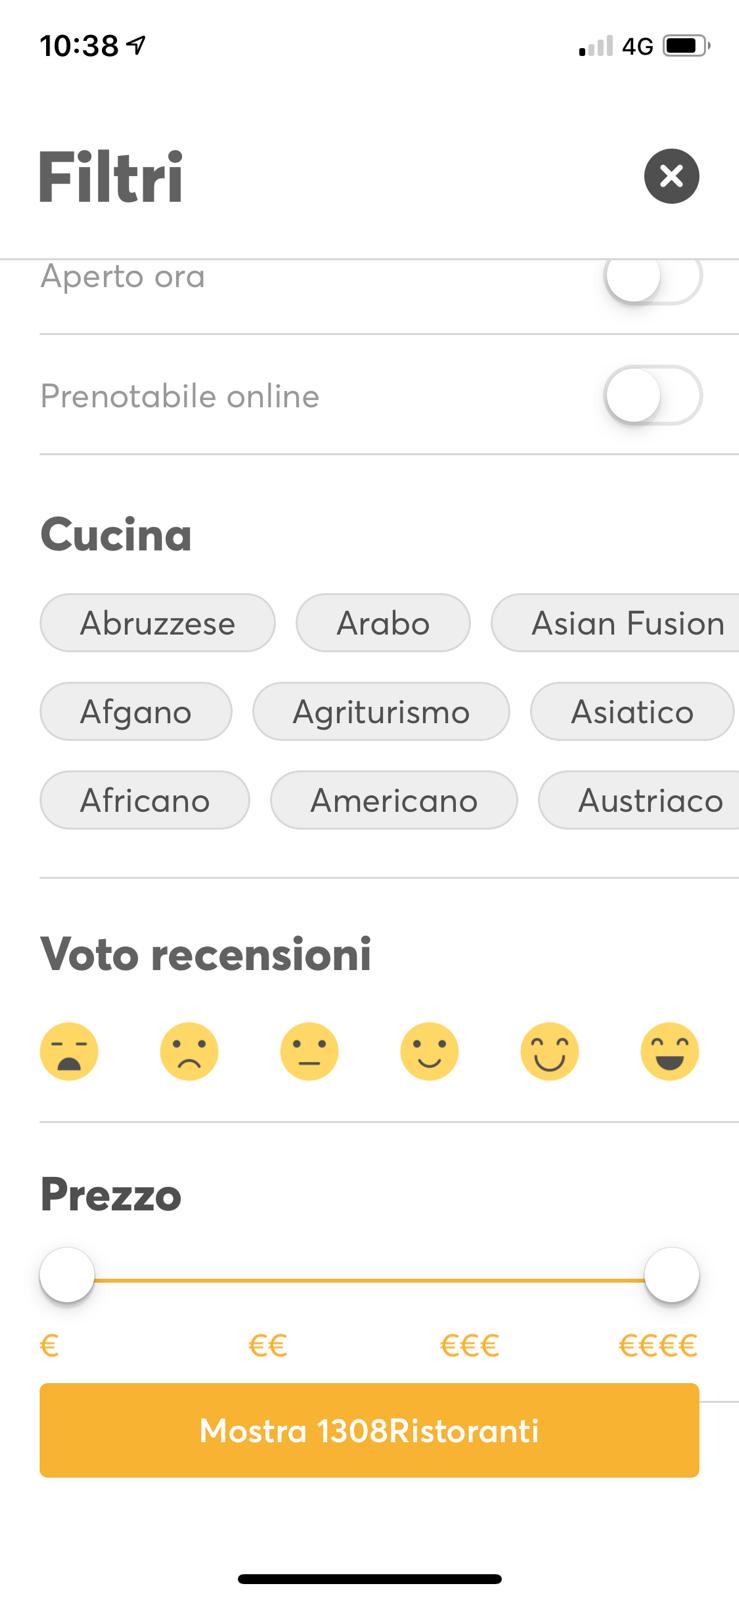 10:38
4G
Filtri
Aperto ora
Prenotabile online
Cucina
Abruzzese Arabo Asian Fusion
Afgano Agriturismo Asiatico
Africano Americano Austriaco
Voto recensioni
Prezzo
€ €€ €€€ €€€€
Mostra 1308Ristoranti